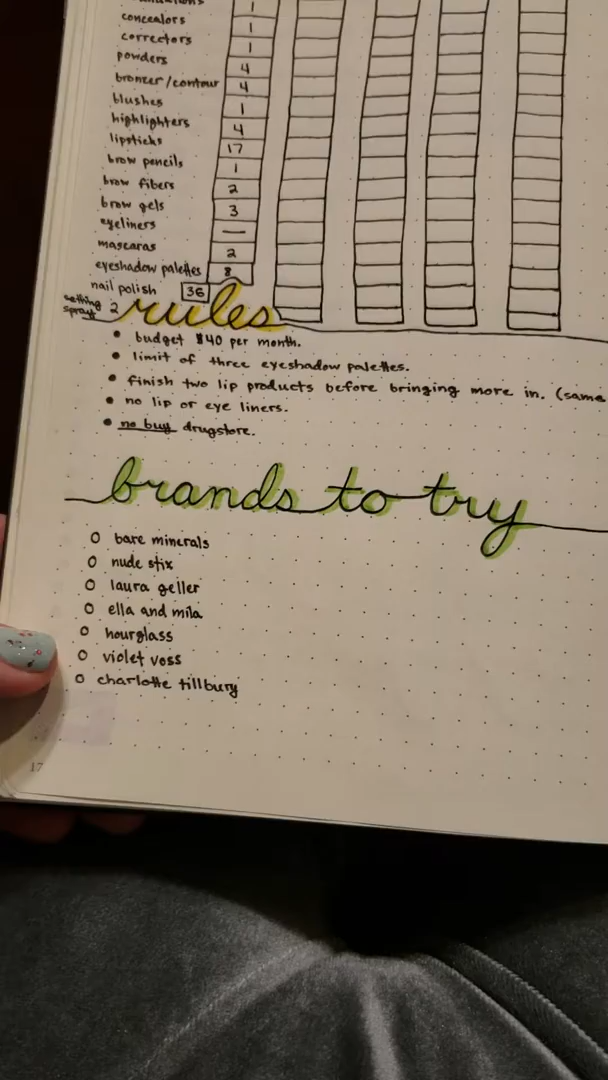 concealors 1
correctors 1
powders 4
bronzer/contour 4
blushes 1
highlighters 4
lipsticks 17
brow pencils 1
brow fibers 2
brow gels 3
eyeliners —
mascaras 2
eyeshadow palettes 8
nail polish 36
setting spray 2
rules
• budget $40 per month.
• limit of three eyeshadow palettes.
• finish two lip products before bringing more in. (same
• no lip or eye liners.
• no buy drugstore.
brands to try
o bare minerals
o nude stix
o laura geller
o ella and mila
o hourglass
o violet voss
o charlotte tillbury
17